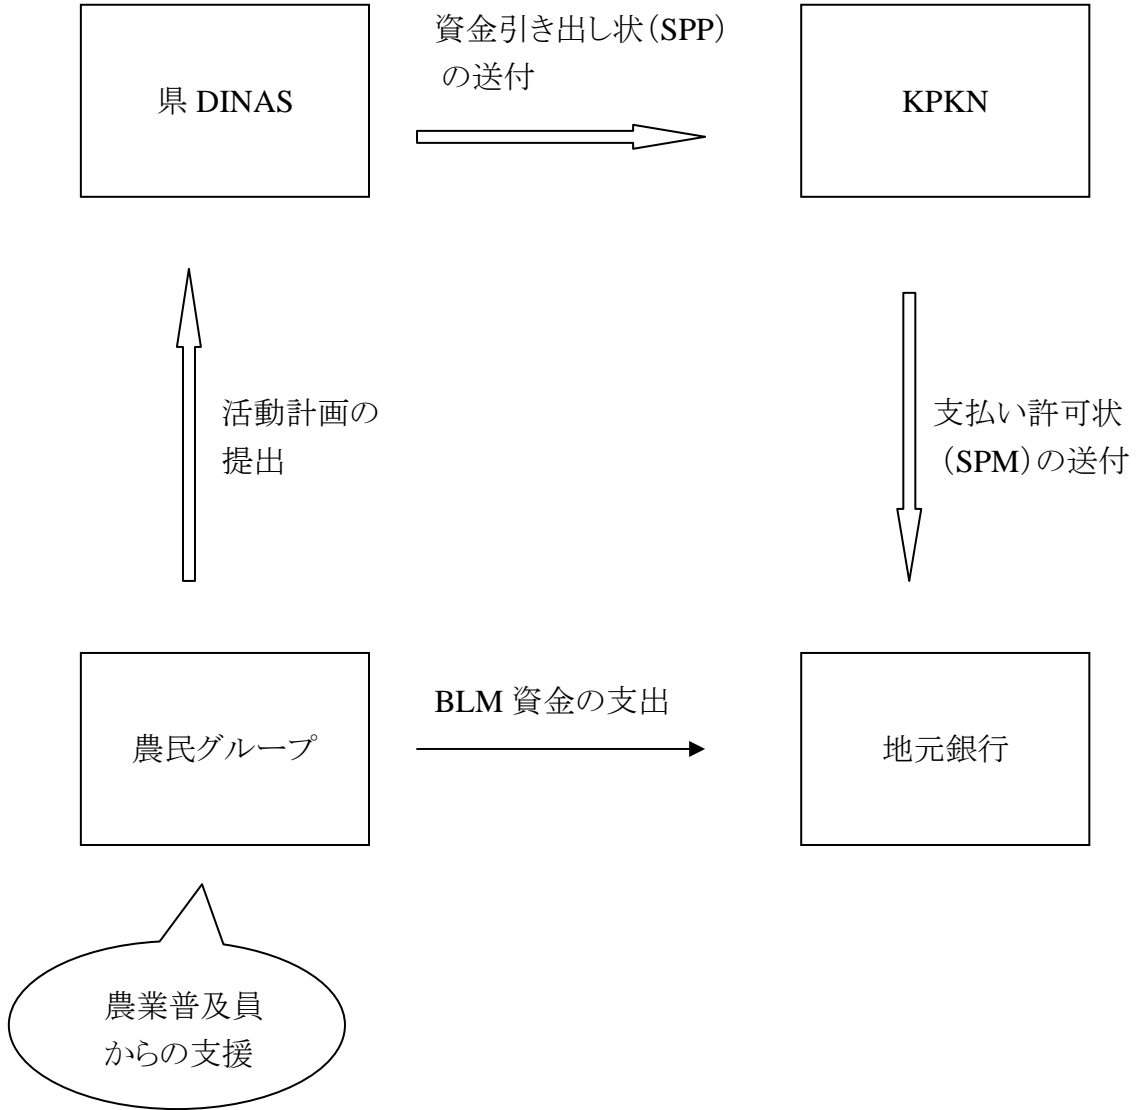 資金引き出し状（SPP）
の送付
県 DINAS
KPKN
活動計画の
提出
支払い許可状
（SPM）の送付
BLM 資金の支出
農民グループ
地元銀行
農業普及員
からの支援